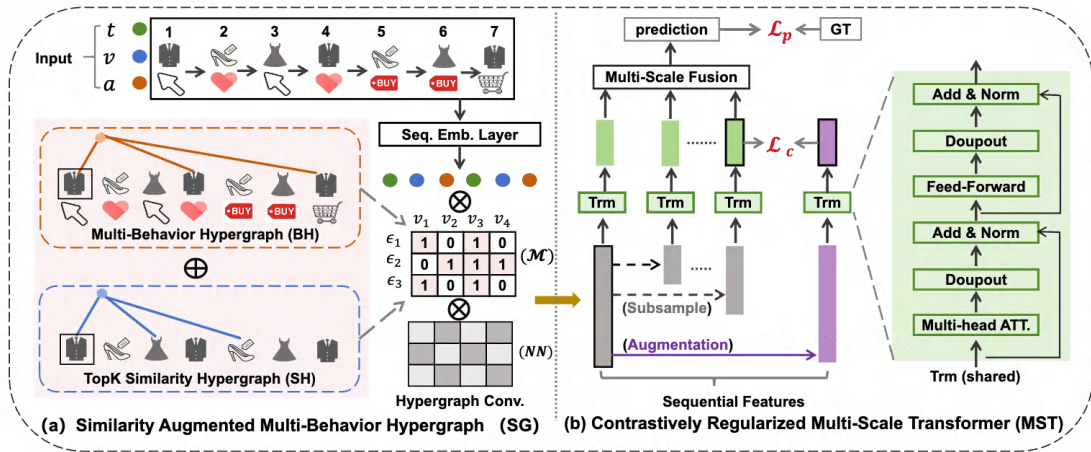 Input
t
v
a
1 2 3 4 5 6 7
BUY BUY
Seq. Emb. Layer
BUY BUY
Multi-Behavior Hypergraph (BH)
TopK Similarity Hypergraph (SH)
v1 v2 v3 v4
ϵ1 1 0 1 0
ϵ2 0 1 1 1
ϵ3 1 0 1 0
(M)
(NN)
Hypergraph Conv.
(a) Similarity Augmented Multi-Behavior Hypergraph (SG)
prediction
Lp
GT
Multi-Scale Fusion
Lc
Trm Trm Trm Trm
(Subsample)
(Augmentation)
Sequential Features
Add & Norm
Doupout
Feed-Forward
Add & Norm
Doupout
Multi-head ATT.
Trm (shared)
(b) Contrastively Regularized Multi-Scale Transformer (MST)